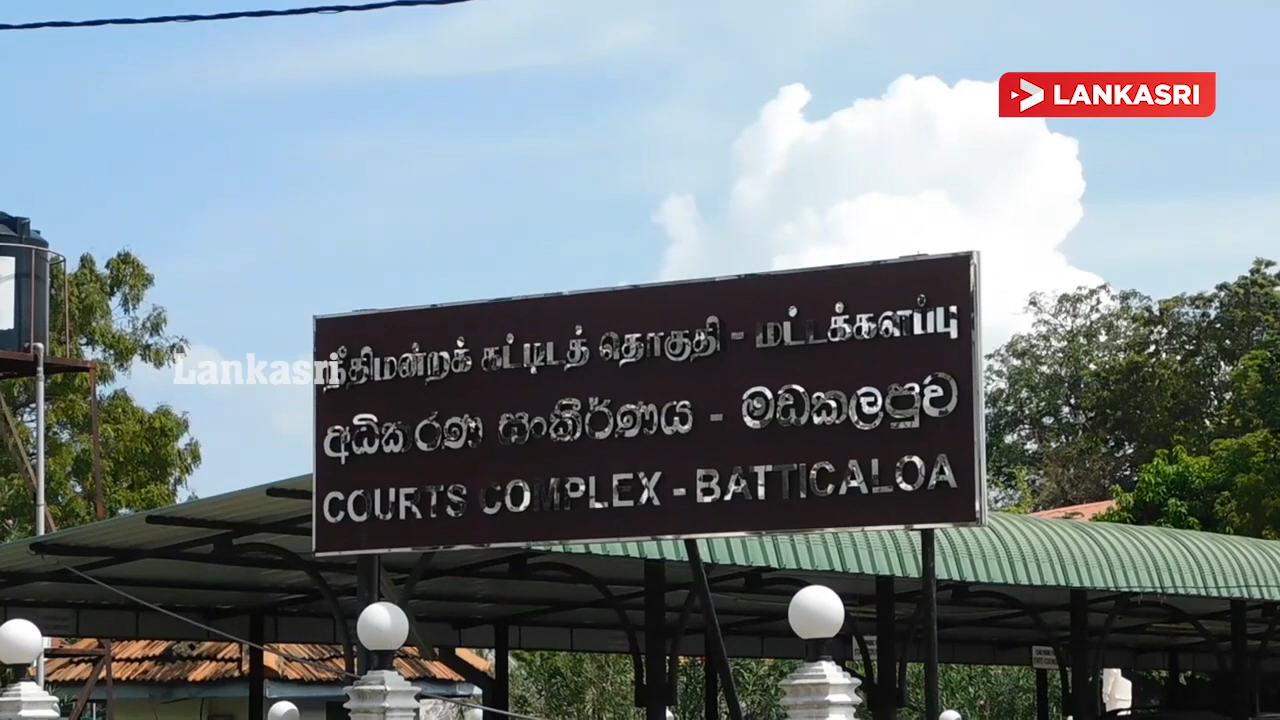 LANKASRI
Lankasri
நீதிமன்றக் கட்டிடத் தொகுதி - மட்டக்களப்பு
අධිකරණ සංකීර්ණය - මඩකලපුව
COURTS COMPLEX - BATTICALOA